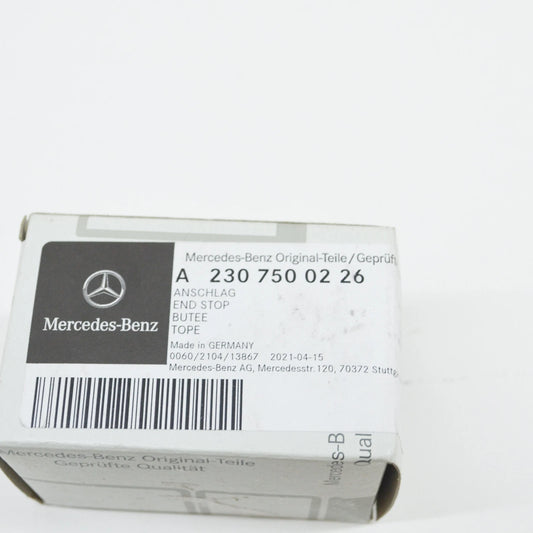 Mercedes-Benz Original-Teile/Geprüft
A 230 750 02 26
ANSCHLAG
END STOP
BUTEE
TOPE
Made in GERMANY
0060/2104/13867 2021-04-15
Mercedes-Benz AG, Mercedesstr.120, 70372 Stuttg
Mercedes-Benz
Mercedes-Benz Original-Teile
Geprüfte Qualität
Mercedes-B
Qual